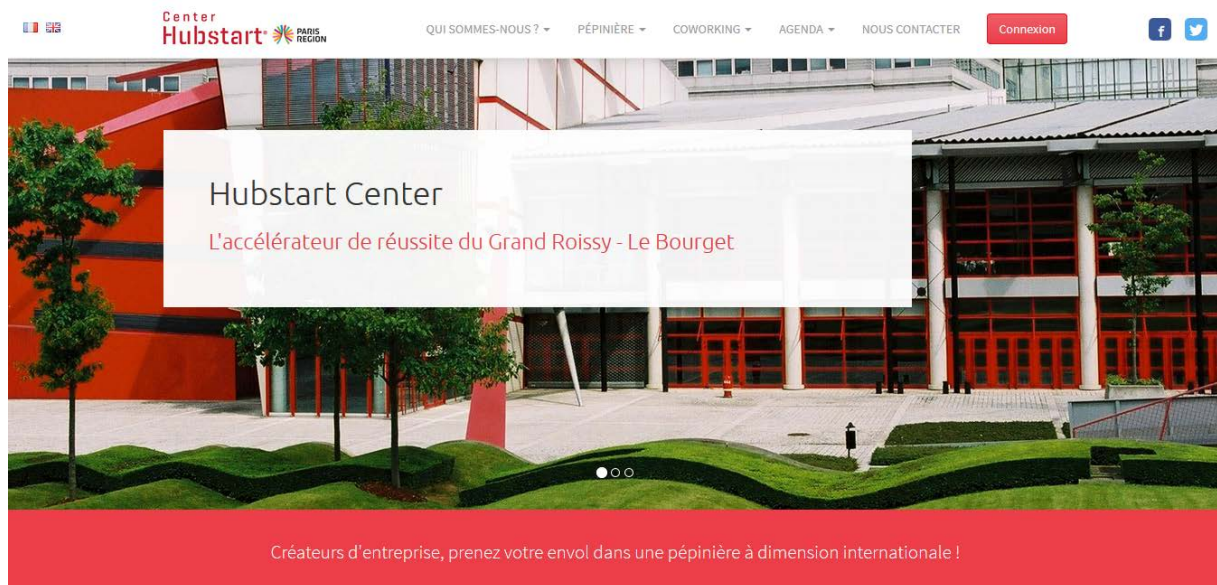 Center
Hubstart
PARIS
REGION
QUI SOMMES-NOUS ?
PÉPINIÈRE
COWORKING
AGENDA
NOUS CONTACTER
Connexion
f
Hubstart Center
L'accélérateur de réussite du Grand Roissy - Le Bourget
Créateurs d'entreprise, prenez votre envol dans une pépinière à dimension internationale !